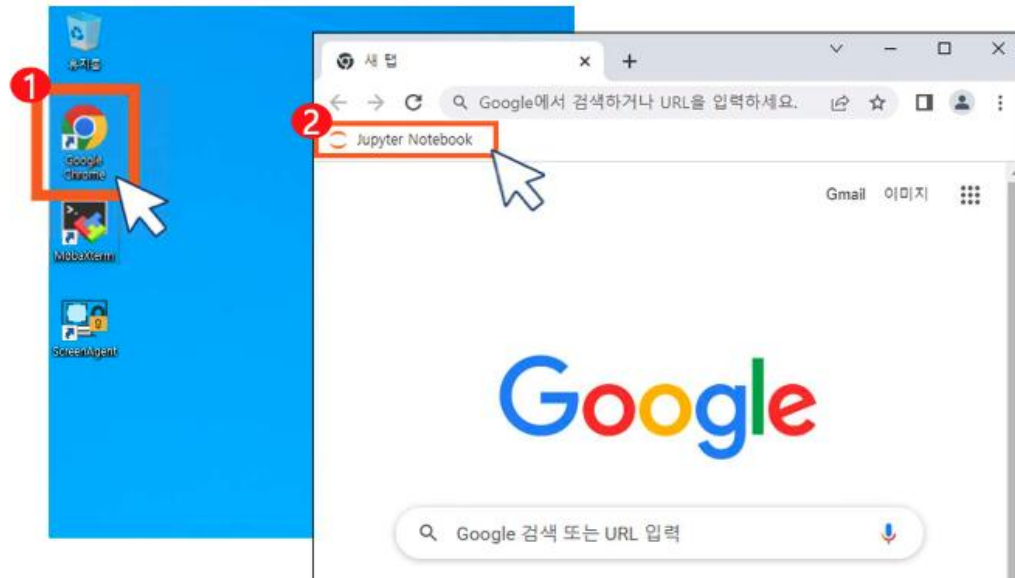 휴지통
1
Google
Chrome
MobaXterm
ScreenAgent
새 탭
Google에서 검색하거나 URL을 입력하세요.
2
Jupyter Notebook
Gmail 이미지
Google
Google 검색 또는 URL 입력